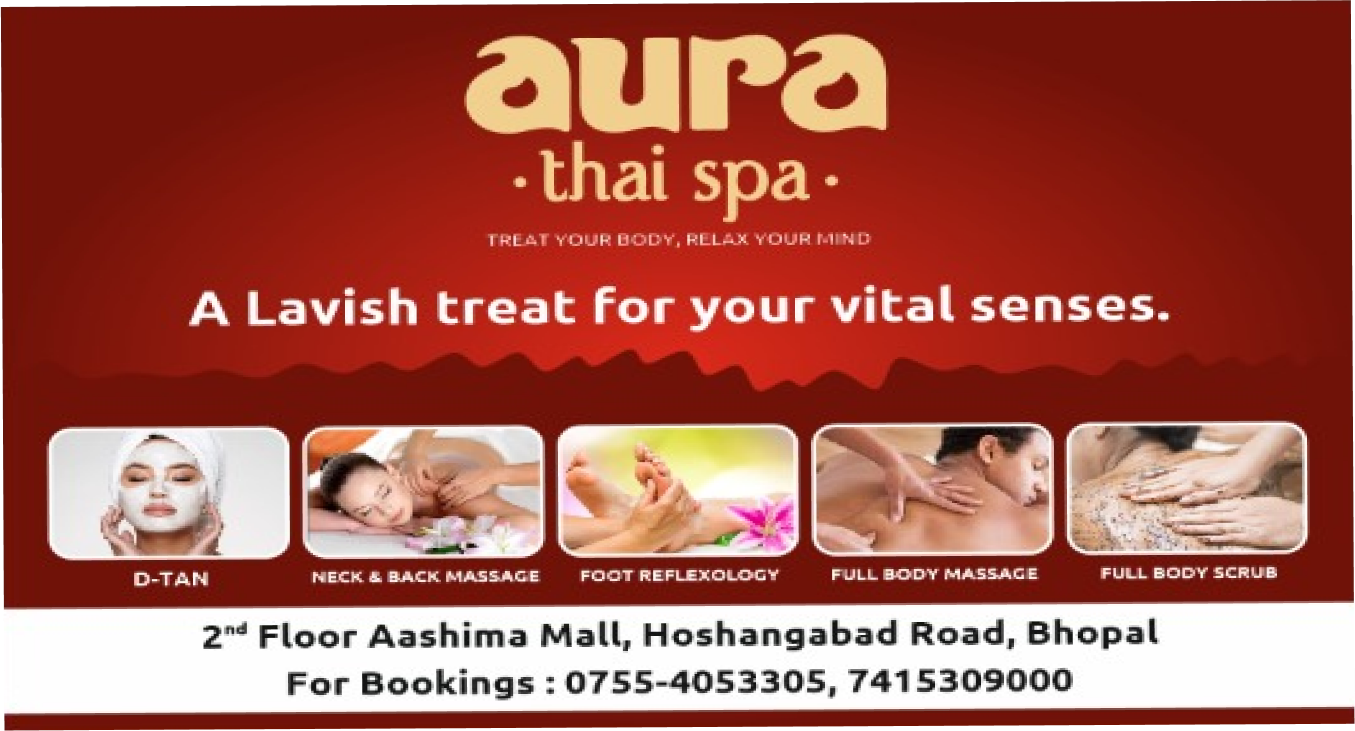 aura
· thai spa ·
TREAT YOUR BODY, RELAX YOUR MIND
A Lavish treat for your vital senses.
D-TAN
NECK & BACK MASSAGE
FOOT REFLEXOLOGY
FULL BODY MASSAGE
FULL BODY SCRUB
2nd Floor Aashima Mall, Hoshangabad Road, Bhopal
For Bookings : 0755-4053305, 7415309000